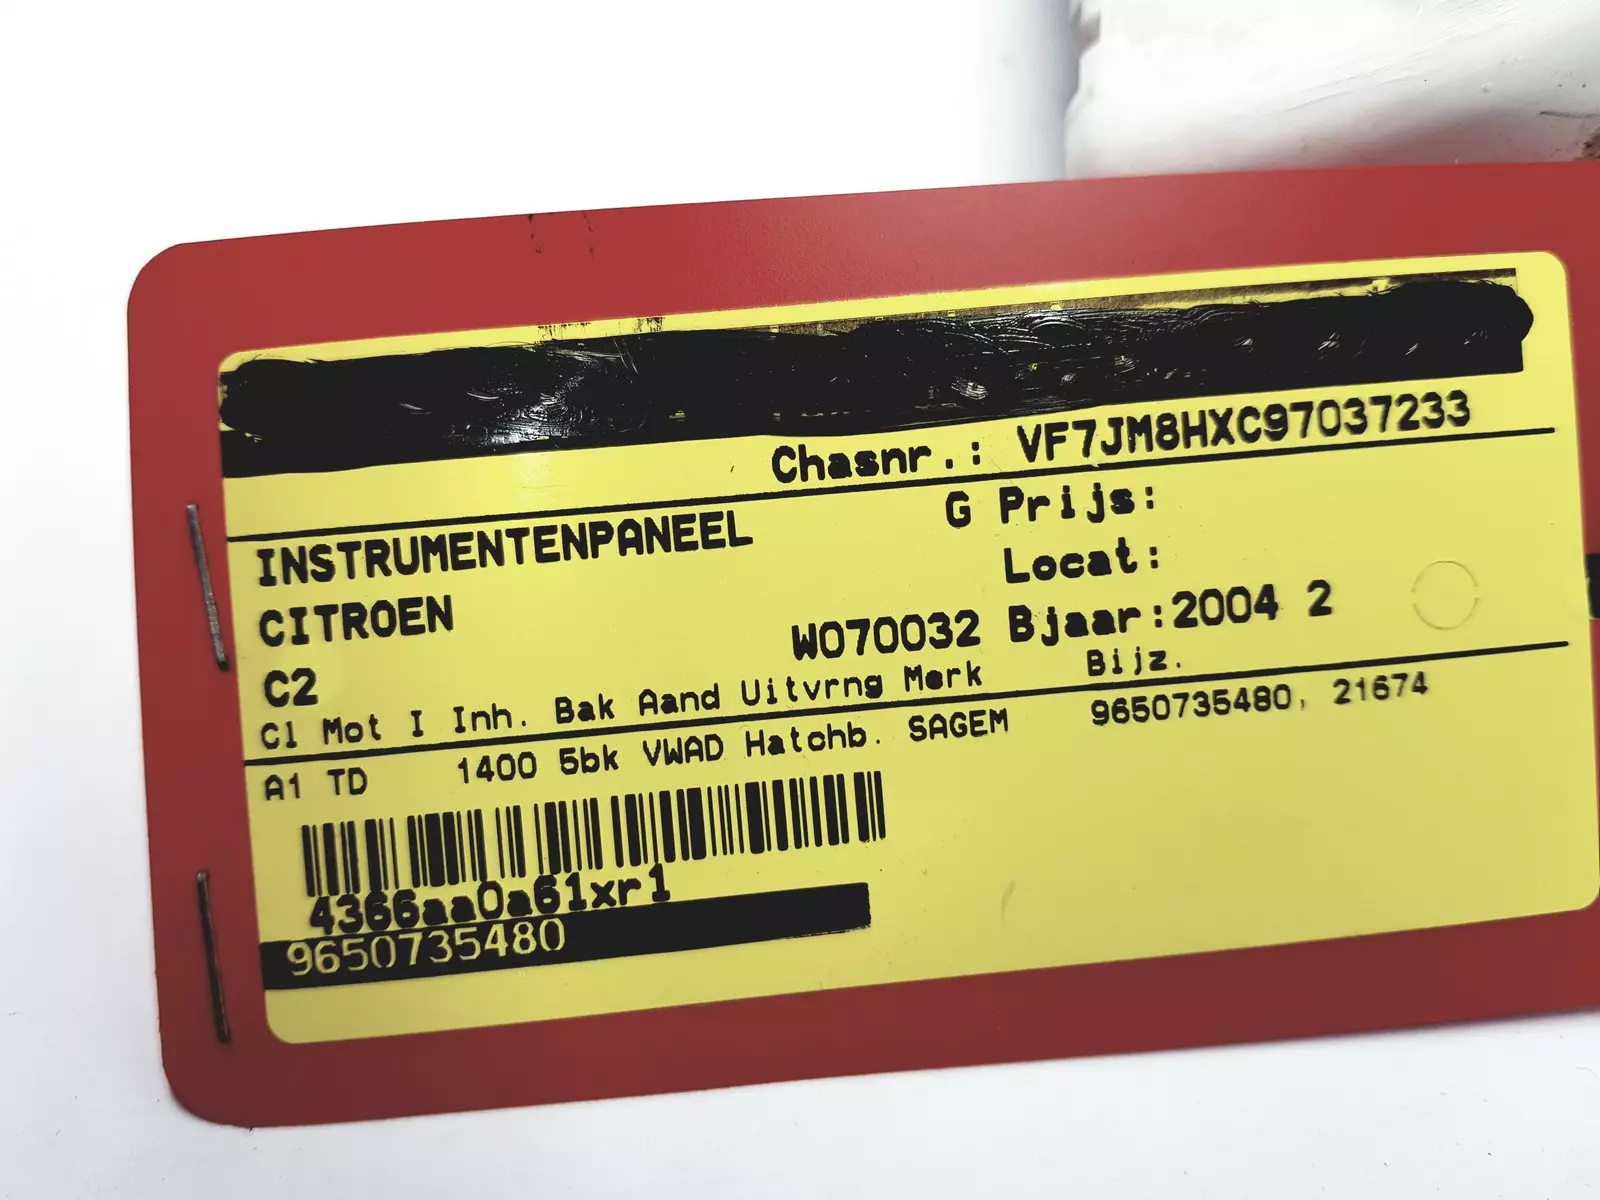 Chasnr.: VF7JM8HXC97037233
INSTRUMENTENPANEEL G Prijs:
CITROEN Locat:
C2 W070032 Bjaar:2004 2
Cl Mot I Inh. Bak Aand Uitvrng Merk Bijz.
A1 TD 1400 5bk VWAD Hatchb. SAGEM 9650735480, 21674
4366aa0a61xr1
9650735480